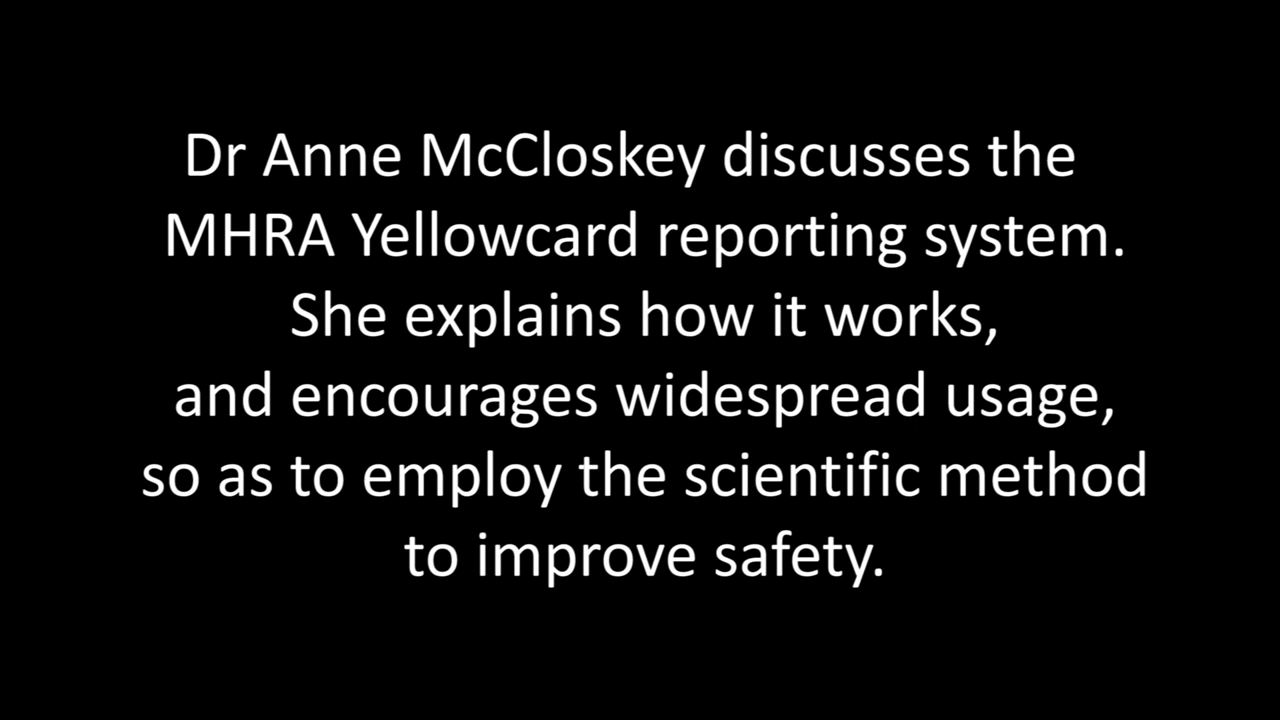 Dr Anne McCloskey discusses the
MHRA Yellowcard reporting system.
She explains how it works,
and encourages widespread usage,
so as to employ the scientific method
to improve safety.